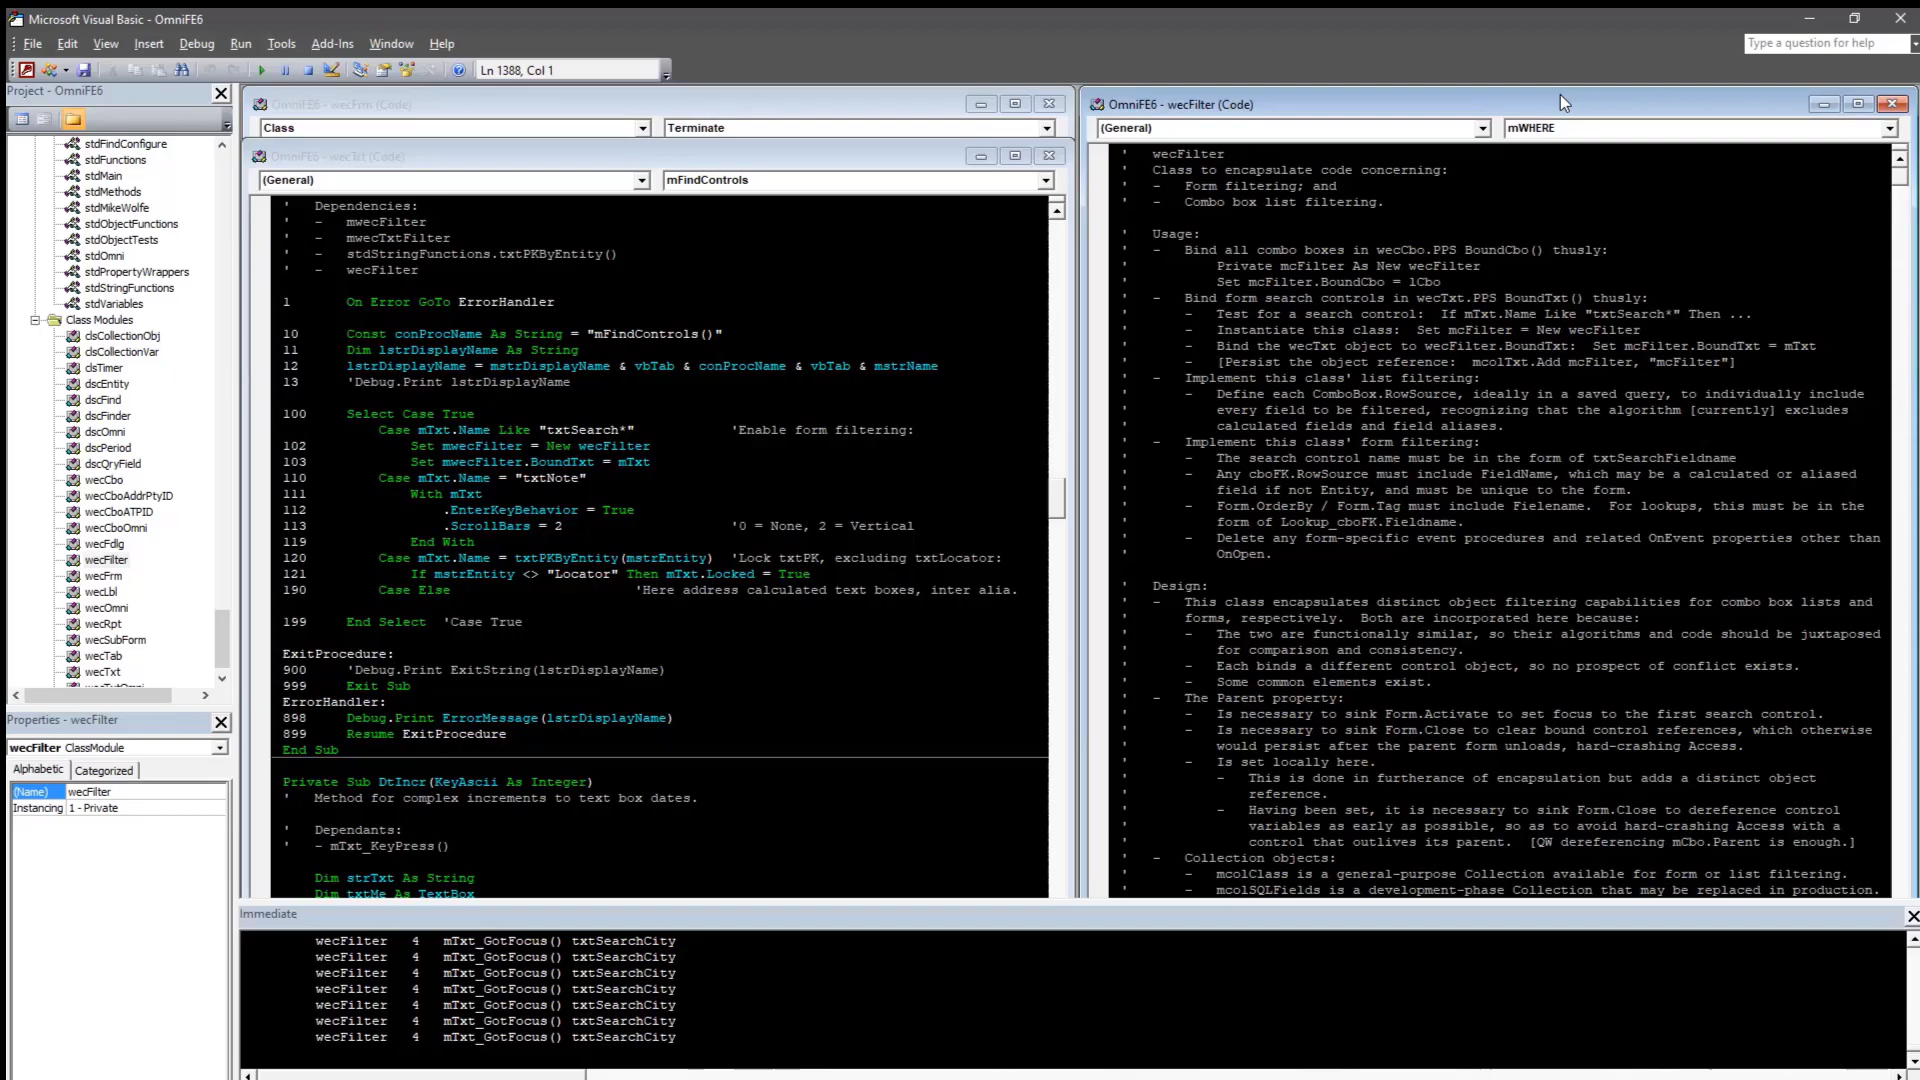 Microsoft Visual Basic - OmniFE6
File Edit View Insert Debug Run Tools Add-Ins Window Help
Type a question for help
Ln 1388, Col 1
Project - OmniFE6
stdFindConfigure
stdFunctions
stdMain
stdMethods
stdMikeWolfe
stdObjectFunctions
stdObjectTests
stdOmni
stdPropertyWrappers
stdStringFunctions
stdVariables
Class Modules
clsCollectionObj
clsCollectionVar
clsTimer
dscEntity
dscFind
dscFinder
dscOmni
dscPeriod
dscQryField
wecCbo
wecCboAddrPtyID
wecCboATPID
wecCboOmni
wecFdlg
wecFilter
wecFrm
wecLbl
wecOmni
wecRpt
wecSubForm
wecTab
wecTxt
Properties - wecFilter
wecFilter ClassModule
Alphabetic Categorized
(Name) wecFilter
Instancing 1 - Private
OmniFE6 - wecFrm (Code)
Class Terminate
OmniFE6 - wecTxt (Code)
(General) mFindControls
' Dependencies:
' - mwecFilter
' - mwecTxtFilter
' - stdStringFunctions.txtPKByEntity()
' - wecFilter
1 On Error GoTo ErrorHandler
10 Const conProcName As String = "mFindControls()"
11 Dim lstrDisplayName As String
12 lstrDisplayName = mstrDisplayName & vbTab & conProcName & vbTab & mstrName
13 'Debug.Print lstrDisplayName
100 Select Case True
Case mTxt.Name Like "txtSearch*" 'Enable form filtering:
102 Set mwecFilter = New wecFilter
103 Set mwecFilter.BoundTxt = mTxt
110 Case mTxt.Name = "txtNote"
111 With mTxt
112 .EnterKeyBehavior = True
113 .ScrollBars = 2 '0 = None, 2 = Vertical
119 End With
120 Case mTxt.Name = txtPKByEntity(mstrEntity) 'Lock txtPK, excluding txtLocator:
121 If mstrEntity <> "Locator" Then mTxt.Locked = True
190 Case Else 'Here address calculated text boxes, inter alia.
199 End Select 'Case True
ExitProcedure:
900 'Debug.Print ExitString(lstrDisplayName)
999 Exit Sub
ErrorHandler:
898 Debug.Print ErrorMessage(lstrDisplayName)
899 Resume ExitProcedure
End Sub
Private Sub DtIncr(KeyAscii As Integer)
' Method for complex increments to text box dates.
' Dependants:
' - mTxt_KeyPress()
Dim strTxt As String
Dim txtMe As TextBox
OmniFE6 - wecFilter (Code)
(General) mWHERE
' wecFilter
' Class to encapsulate code concerning:
' - Form filtering; and
' - Combo box list filtering.
' Usage:
' - Bind all combo boxes in wecCbo.PPS BoundCbo() thusly:
' Private mcFilter As New wecFilter
' Set mcFilter.BoundCbo = lCbo
' - Bind form search controls in wecTxt.PPS BoundTxt() thusly:
' - Test for a search control: If mTxt.Name Like "txtSearch*" Then ...
' - Instantiate this class: Set mcFilter = New wecFilter
' - Bind the wecTxt object to wecFilter.BoundTxt: Set mcFilter.BoundTxt = mTxt
' - [Persist the object reference: mcolTxt.Add mcFilter, "mcFilter"]
' - Implement this class' list filtering:
' - Define each ComboBox.RowSource, ideally in a saved query, to individually include
' every field to be filtered, recognizing that the algorithm [currently] excludes
' calculated fields and field aliases.
' - Implement this class' form filtering:
' - The search control name must be in the form of txtSearchFieldname
' - Any cboFK.RowSource must include FieldName, which may be a calculated or aliased
' field if not Entity, and must be unique to the form.
' - Form.OrderBy / Form.Tag must include Filename. For lookups, this must be in the
' form of Lookup_cboFK.Fieldname.
' - Delete any form-specific event procedures and related OnEvent properties other than
' OnOpen.
' Design:
' - This class encapsulates distinct object filtering capabilities for combo box lists and
' forms, respectively. Both are incorporated here because:
' - The two are functionally similar, so their algorithms and code should be juxtaposed
' for comparison and consistency.
' - Each binds a different control object, so no prospect of conflict exists.
' - Some common elements exist.
' - The Parent property:
' - Is necessary to sink Form.Activate to set focus to the first search control.
' - Is necessary to sink Form.Close to clear bound control references, which otherwise
' would persist after the parent form unloads, hard-crashing Access.
' - Is set locally here.
' - This is done in furtherance of encapsulation but adds a distinct object
' reference.
' - Having been set, it is necessary to sink Form.Close to dereference control
' variables as early as possible, so as to avoid hard-crashing Access with a
' control that outlives its parent. [QW dereferencing mCbo.Parent is enough.]
' - Collection objects:
' - mcolClass is a general-purpose Collection available for form or list filtering.
' - mcolSQLFields is a development-phase Collection that may be replaced in production.
Immediate
wecFilter 4 mTxt_GotFocus() txtSearchCity
wecFilter 4 mTxt_GotFocus() txtSearchCity
wecFilter 4 mTxt_GotFocus() txtSearchCity
wecFilter 4 mTxt_GotFocus() txtSearchCity
wecFilter 4 mTxt_GotFocus() txtSearchCity
wecFilter 4 mTxt_GotFocus() txtSearchCity
wecFilter 4 mTxt_GotFocus() txtSearchCity